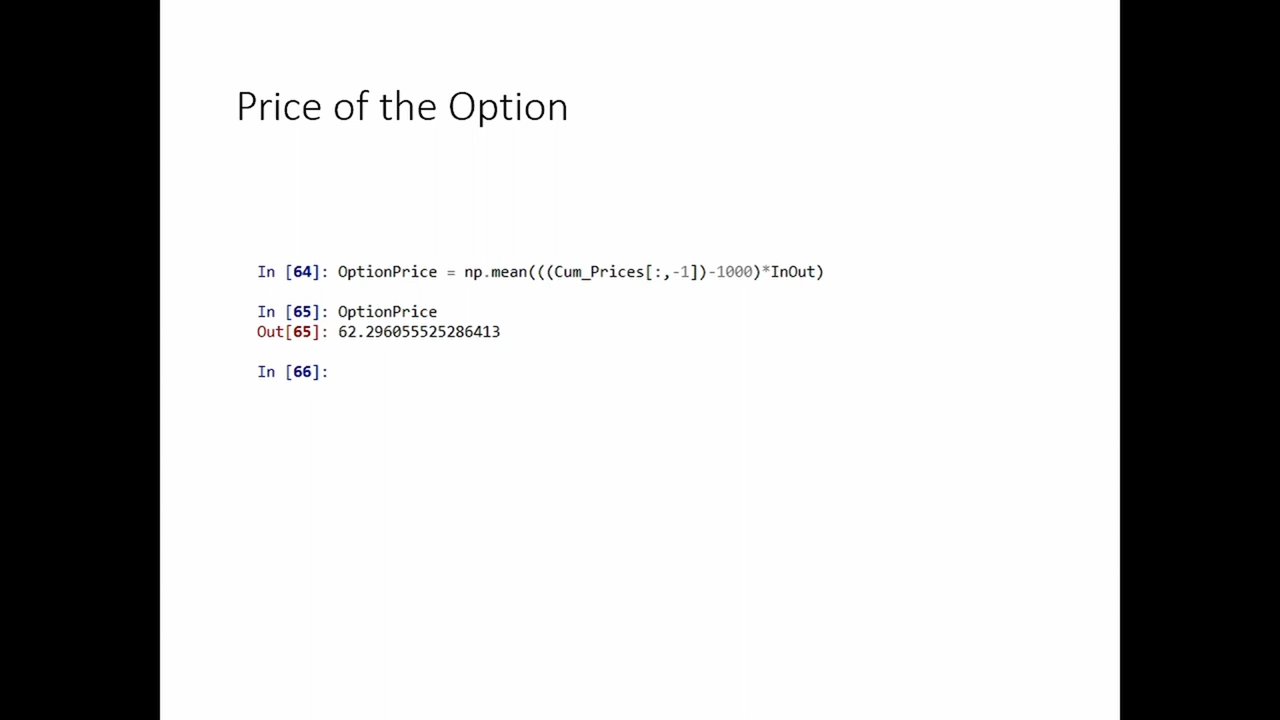 Price of the Option
In [64]: OptionPrice = np.mean(((Cum_Prices[:,-1])-1000)*InOut)
In [65]: OptionPrice
Out[65]: 62.296055525286413
In [66]: